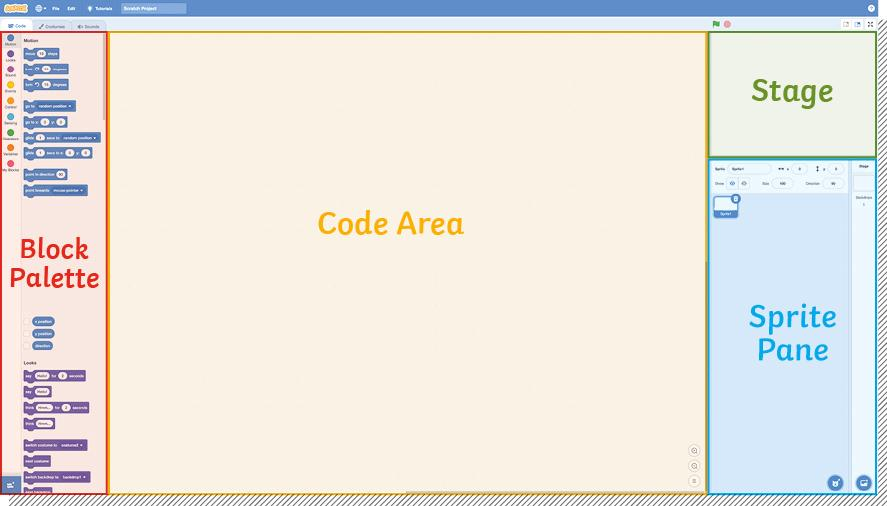 SCRATCH File Edit Tutorials Scratch Project
Code Costumes Sounds
Motion
Looks
Sound
Events
Control
Sensing
Operators
Variables
My Blocks
Motion
move 10 steps
turn 15 degrees
turn 15 degrees
go to random position
go to x: 0 y: 0
glide 1 secs to random position
glide 1 secs to x: 0 y: 0
point in direction 90
point towards mouse-pointer
Block
Palette
x position
y position
direction
Looks
say Hello! for 2 seconds
say Hello!
think Hmm... for 2 seconds
think Hmm...
switch costume to costume2
next costume
switch backdrop to backdrop1
Code Area
Stage
Sprite Sprite1 x 0 y 0
Show Size 100 Direction 90
Sprite1
Stage
Backdrops
1
Sprite
Pane